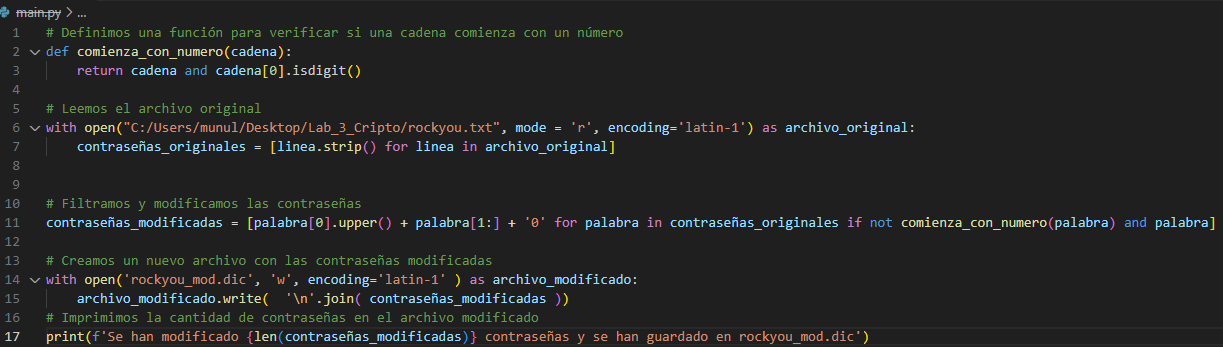 main.py > ...
1 # Definimos una función para verificar si una cadena comienza con un número
2 def comienza_con_numero(cadena):
3     return cadena and cadena[0].isdigit()
4
5 # Leemos el archivo original
6 with open("C:/Users/munul/Desktop/Lab_3_Cripto/rockyou.txt", mode = 'r', encoding='latin-1') as archivo_original:
7     contraseñas_originales = [linea.strip() for linea in archivo_original]
8
9
10 # Filtramos y modificamos las contraseñas
11 contraseñas_modificadas = [palabra[0].upper() + palabra[1:] + '0' for palabra in contraseñas_originales if not comienza_con_numero(palabra) and palabra]
12
13 # Creamos un nuevo archivo con las contraseñas modificadas
14 with open('rockyou_mod.dic', 'w', encoding='latin-1' ) as archivo_modificado:
15     archivo_modificado.write(  '\n'.join( contraseñas_modificadas ))
16 # Imprimimos la cantidad de contraseñas en el archivo modificado
17 print(f'Se han modificado {len(contraseñas_modificadas)} contraseñas y se han guardado en rockyou_mod.dic')